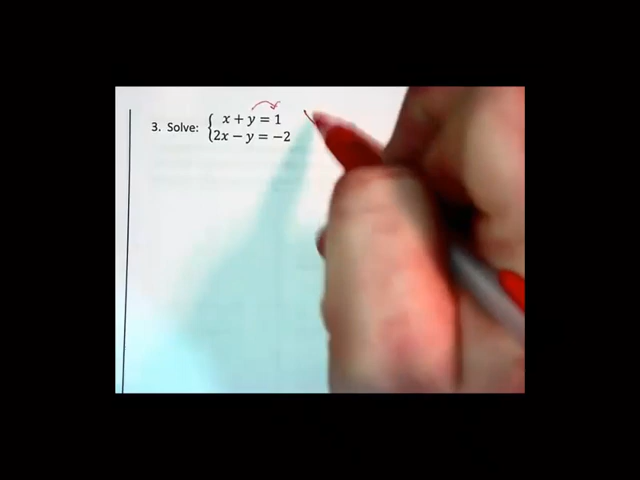 3. Solve: { x + y = 1
2x − y = −2